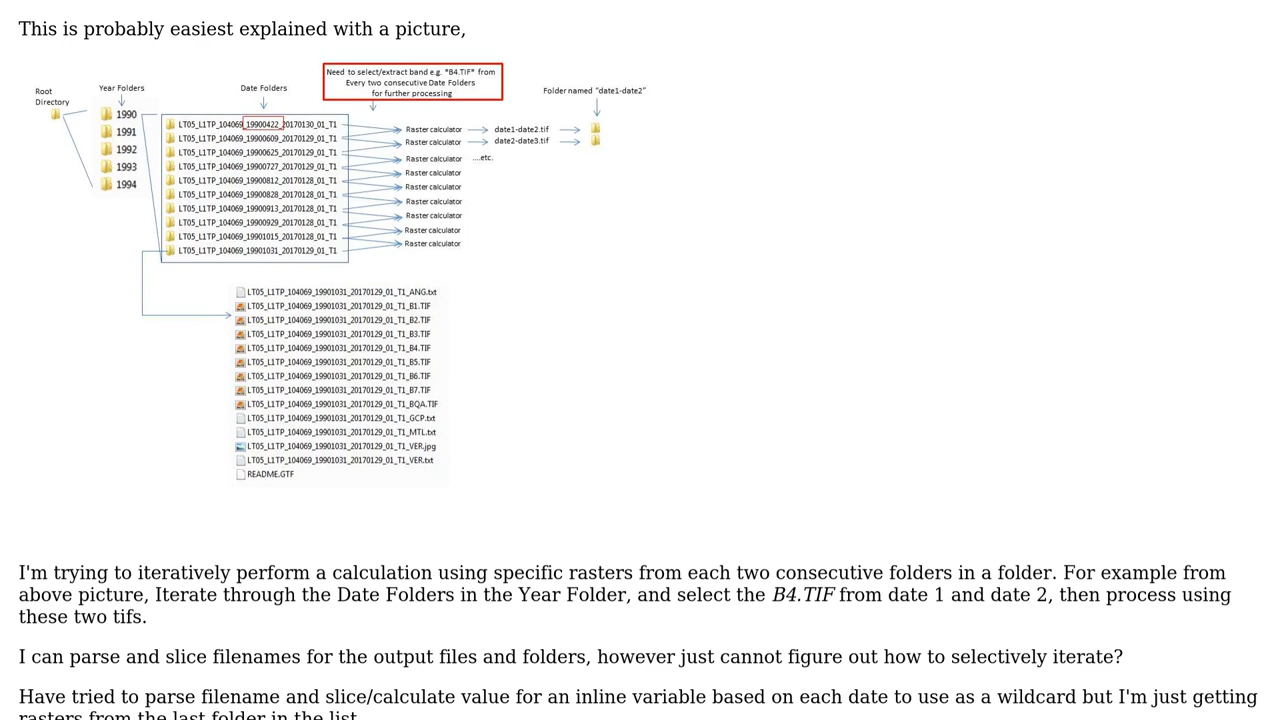 This is probably easiest explained with a picture,
Need to select/extract band e.g. "B4.TIF" from
Every two consecutive Date Folders
for further processing
Root
Directory
Year Folders
Date Folders
Folder named "date1-date2"
1990
1991
1992
1993
1994
LT05_L1TP_104069_19900422_20170130_01_T1
LT05_L1TP_104069_19900609_20170129_01_T1
LT05_L1TP_104069_19900625_20170129_01_T1
LT05_L1TP_104069_19900727_20170129_01_T1
LT05_L1TP_104069_19900812_20170128_01_T1
LT05_L1TP_104069_19900828_20170128_01_T1
LT05_L1TP_104069_19900913_20170128_01_T1
LT05_L1TP_104069_19900929_20170128_01_T1
LT05_L1TP_104069_19901015_20170128_01_T1
LT05_L1TP_104069_19901031_20170129_01_T1
Raster calculator
Raster calculator
Raster calculator
Raster calculator
Raster calculator
Raster calculator
Raster calculator
Raster calculator
Raster calculator
date1-date2.tif
date2-date3.tif
....etc.
LT05_L1TP_104069_19901031_20170129_01_T1_ANG.txt
LT05_L1TP_104069_19901031_20170129_01_T1_B1.TIF
LT05_L1TP_104069_19901031_20170129_01_T1_B2.TIF
LT05_L1TP_104069_19901031_20170129_01_T1_B3.TIF
LT05_L1TP_104069_19901031_20170129_01_T1_B4.TIF
LT05_L1TP_104069_19901031_20170129_01_T1_B5.TIF
LT05_L1TP_104069_19901031_20170129_01_T1_B6.TIF
LT05_L1TP_104069_19901031_20170129_01_T1_B7.TIF
LT05_L1TP_104069_19901031_20170129_01_T1_BQA.TIF
LT05_L1TP_104069_19901031_20170129_01_T1_GCP.txt
LT05_L1TP_104069_19901031_20170129_01_T1_MTL.txt
LT05_L1TP_104069_19901031_20170129_01_T1_VER.jpg
LT05_L1TP_104069_19901031_20170129_01_T1_VER.txt
README.GTF
I'm trying to iteratively perform a calculation using specific rasters from each two consecutive folders in a folder. For example from
above picture, Iterate through the Date Folders in the Year Folder, and select the B4.TIF from date 1 and date 2, then process using
these two tifs.
I can parse and slice filenames for the output files and folders, however just cannot figure out how to selectively iterate?
Have tried to parse filename and slice/calculate value for an inline variable based on each date to use as a wildcard but I'm just getting
rasters from the last folder in the list